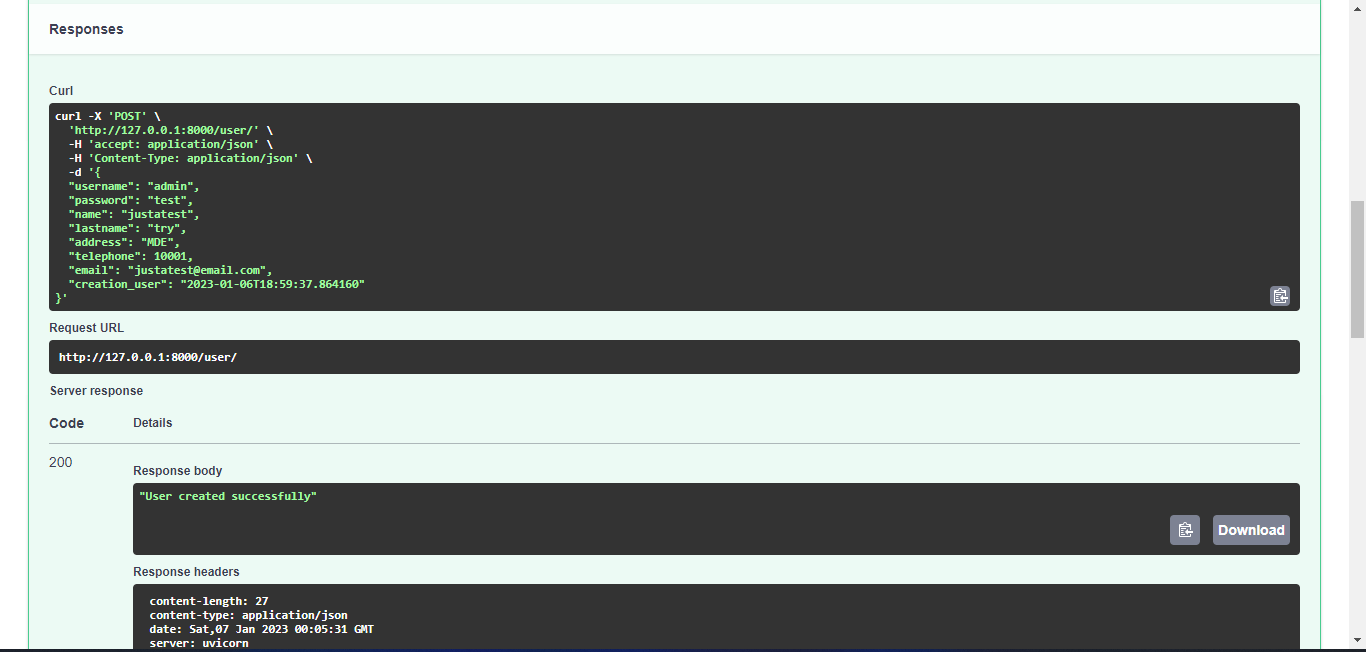 Responses
Curl
curl -X 'POST' \
  'http://127.0.0.1:8000/user/' \
  -H 'accept: application/json' \
  -H 'Content-Type: application/json' \
  -d '{
  "username": "admin",
  "password": "test",
  "name": "justatest",
  "lastname": "try",
  "address": "MDE",
  "telephone": 10001,
  "email": "justatest@email.com",
  "creation_user": "2023-01-06T18:59:37.864160"
}'
Request URL
http://127.0.0.1:8000/user/
Server response
Code Details
200
Response body
"User created successfully"
Download
Response headers
content-length: 27
content-type: application/json
date: Sat,07 Jan 2023 00:05:31 GMT
server: uvicorn